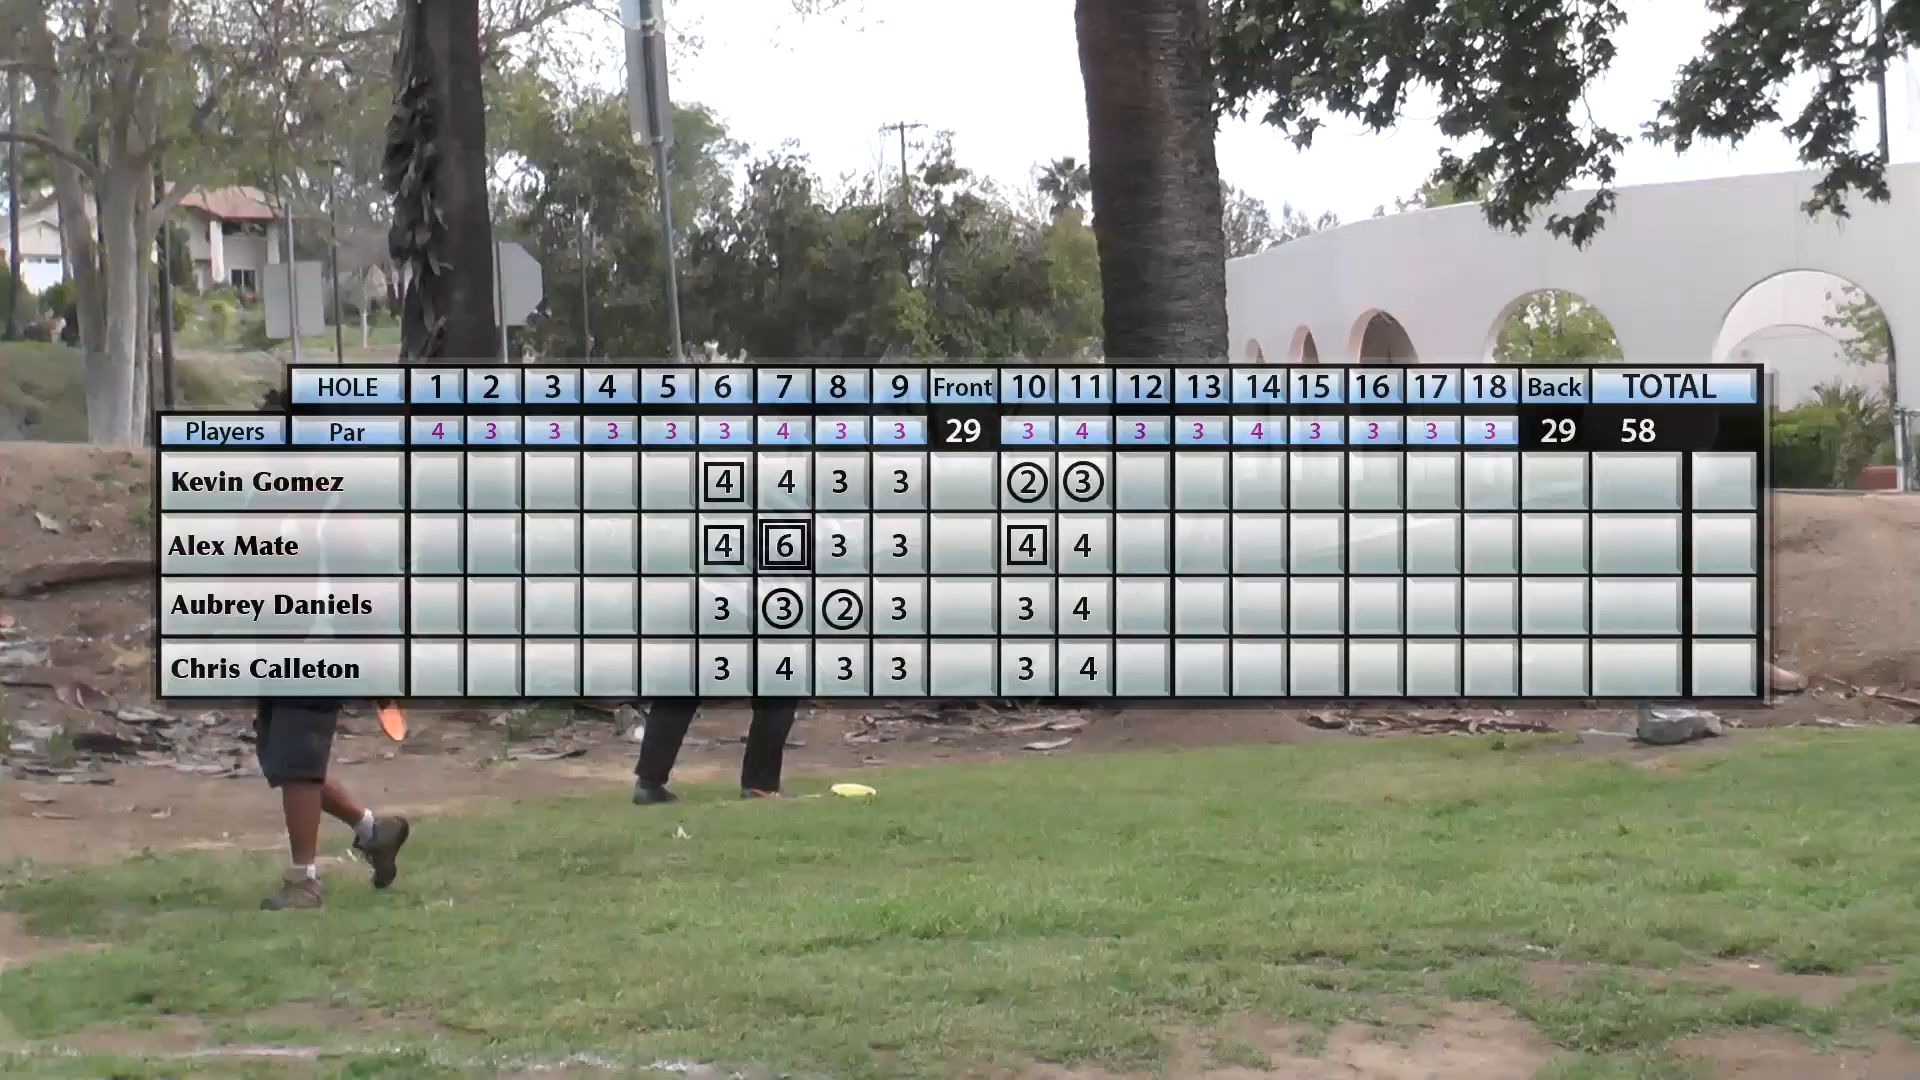 HOLE 1 2 3 4 5 6 7 8 9 Front 10 11 12 13 14 15 16 17 18 Back TOTAL
Players Par 4 3 3 3 3 3 4 3 3 29 3 4 3 3 4 3 3 3 3 29 58
Kevin Gomez 4 4 3 3 2 3
Alex Mate 4 6 3 3 4 4
Aubrey Daniels 3 3 2 3 3 4
Chris Calleton 3 4 3 3 3 4